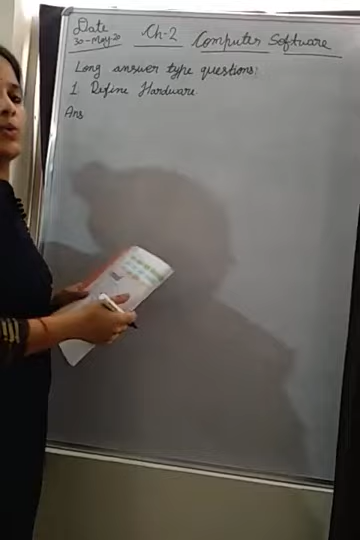 Date
30-May 20
Ch-2 Computer Software
Long answer type questions:
1. Define Hardware
Ans